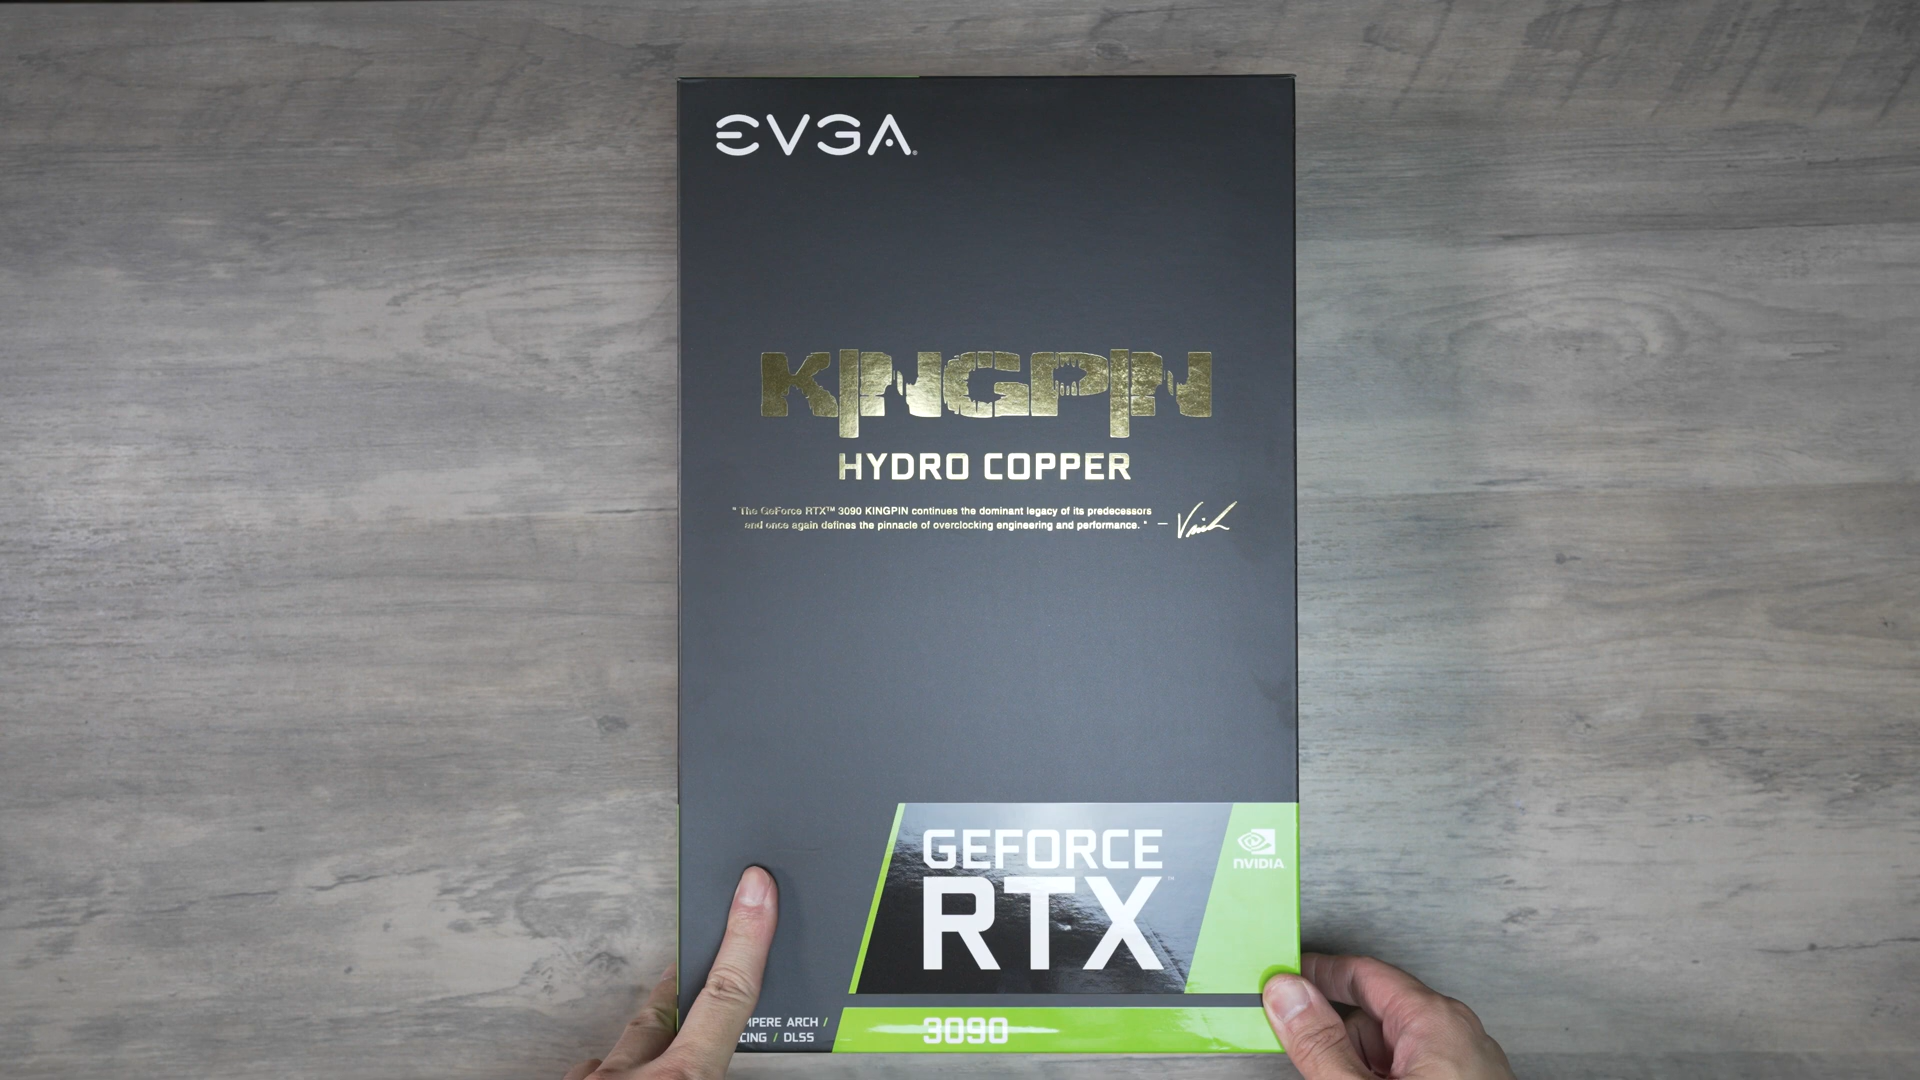 EVGA
KINGPIN
HYDRO COPPER
" The GeForce RTX™ 3090 KINGPIN continues the dominant legacy of its predecessors
and once again defines the pinnacle of overclocking engineering and performance. " –
GEFORCE
RTX™
NVIDIA
MPERE ARCH /
CING / DLSS
3090